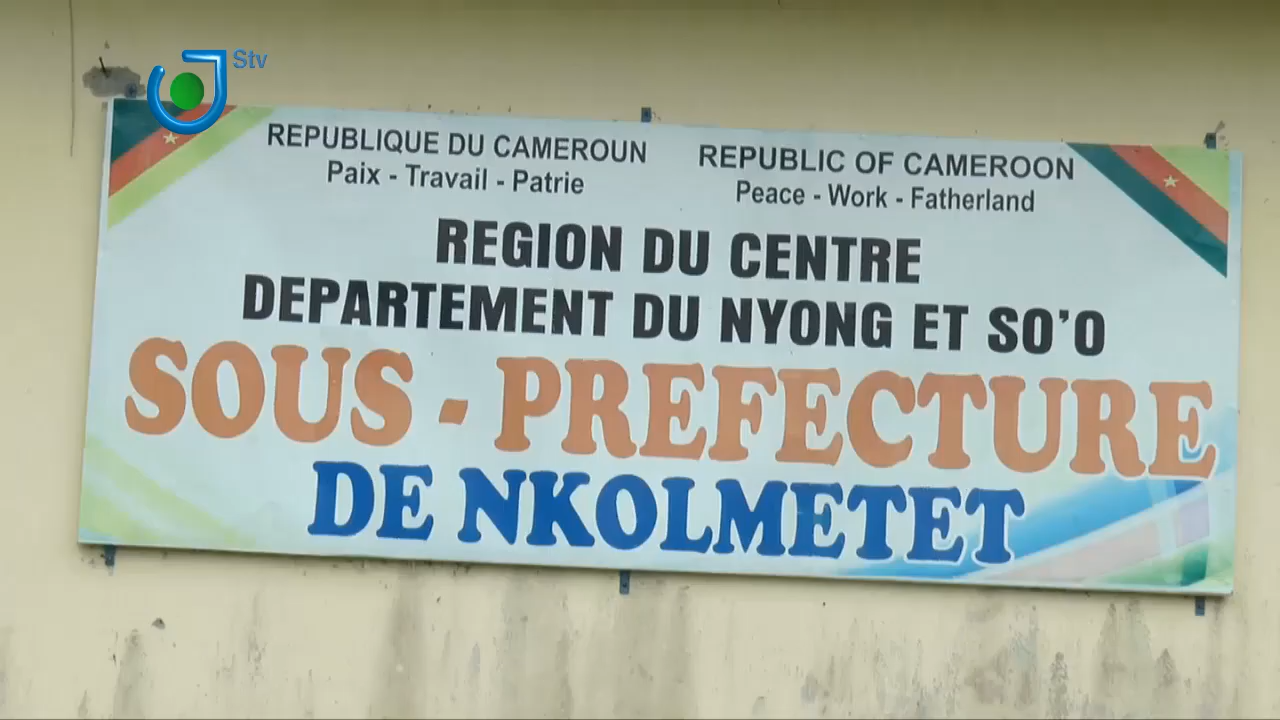 Stv
REPUBLIQUE DU CAMEROUN
Paix - Travail - Patrie
REPUBLIC OF CAMEROON
Peace - Work - Fatherland
REGION DU CENTRE
DEPARTEMENT DU NYONG ET SO'O
SOUS - PREFECTURE
DE NKOLMETET